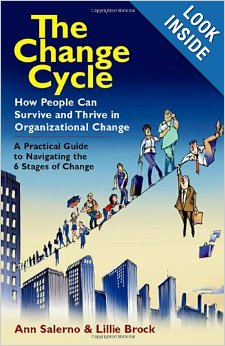 LOOK INSIDE!
The
Change
Cycle
How People Can
Survive and Thrive in
Organizational Change
A Practical Guide
to Navigating the
6 Stages of Change
Ann Salerno & Lillie Brock